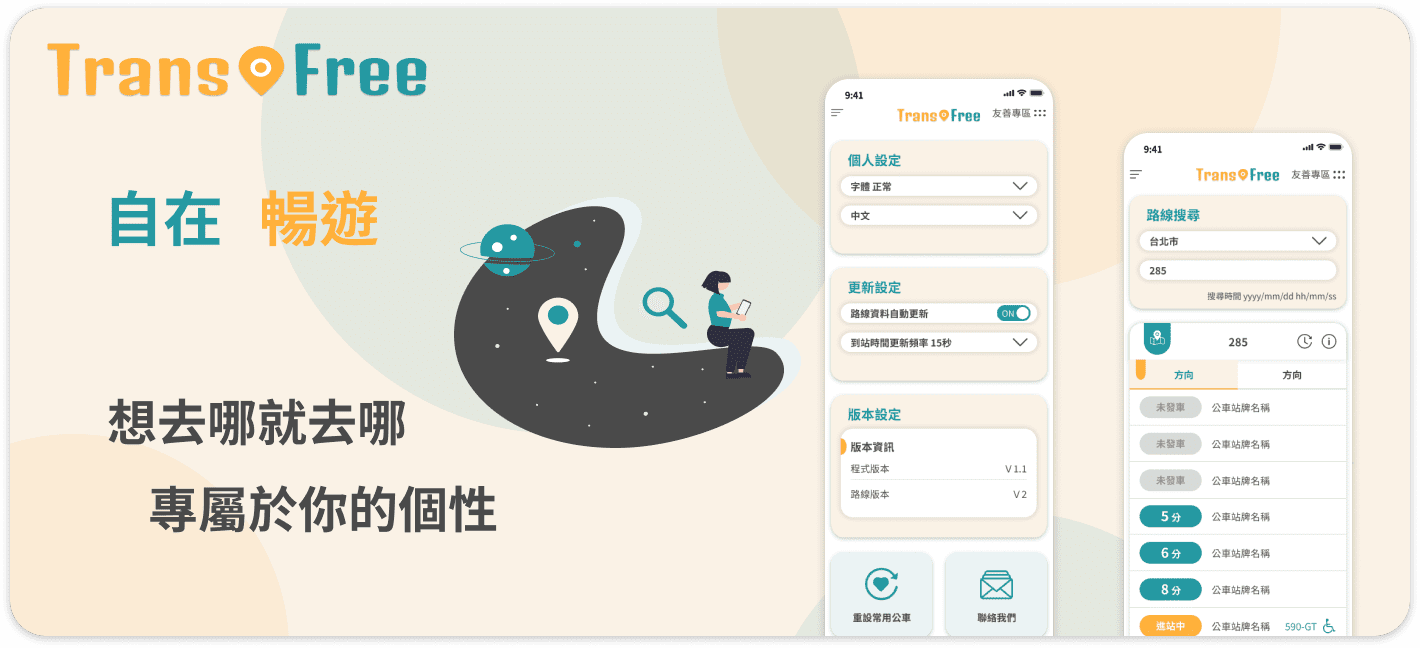 Trans Free
自在 暢遊
想去哪就去哪
專屬於你的個性
9:41
Trans Free 友善專區
個人設定
字體 正常
中文
更新設定
路線資料自動更新 ON
到站時間更新頻率 15秒
版本設定
版本資訊
程式版本 V 1.1
路線版本 V 2
重設常用公車
聯絡我們
9:41
Trans Free 友善專區
路線搜尋
台北市
285
搜尋時間 yyyy/mm/dd hh/mm/ss
285
方向 方向
未發車 公車站牌名稱
未發車 公車站牌名稱
未發車 公車站牌名稱
5 分 公車站牌名稱
6 分 公車站牌名稱
8 分 公車站牌名稱
進站中 公車站牌名稱 590-GT